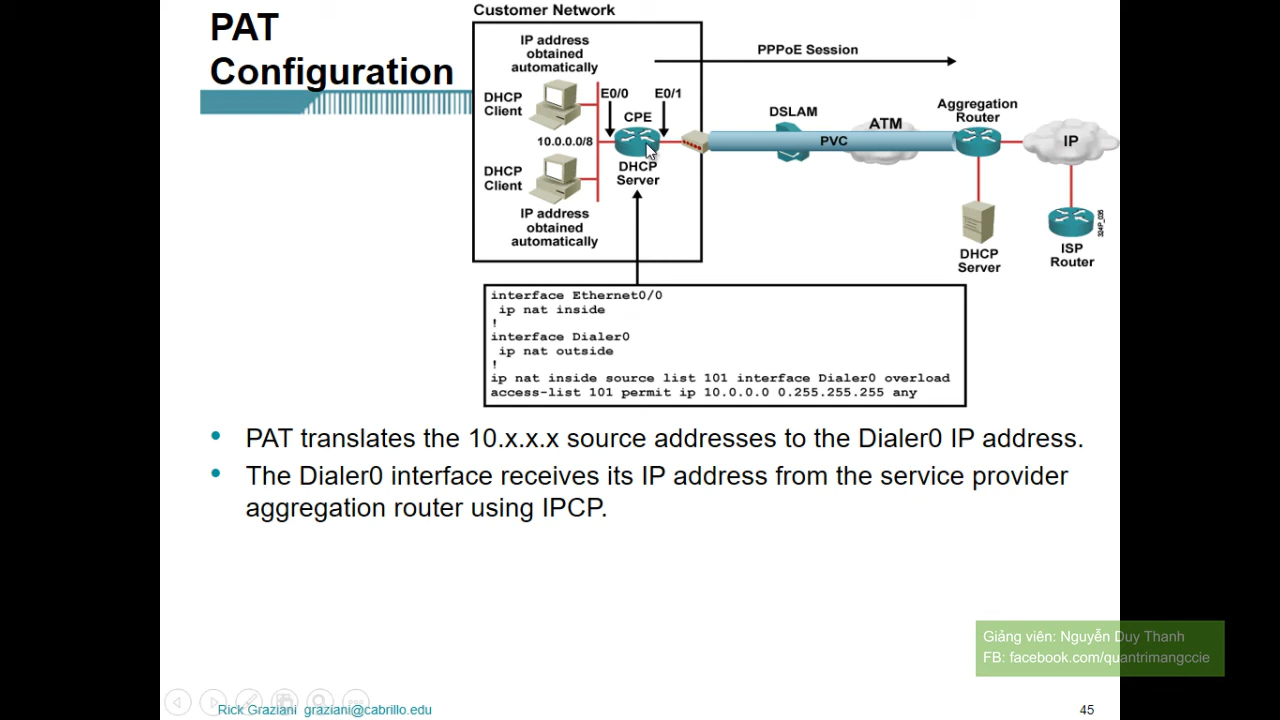 PAT
Configuration
Customer Network
IP address
obtained
automatically
DHCP
Client
E0/0
E0/1
CPE
10.0.0.0/8
DHCP
Server
DHCP
Client
IP address
obtained
automatically
PPPoE Session
DSLAM
ATM
PVC
Aggregation
Router
IP
DHCP
Server
ISP
Router
interface Ethernet0/0
ip nat inside
!
interface Dialer0
ip nat outside
!
ip nat inside source list 101 interface Dialer0 overload
access-list 101 permit ip 10.0.0.0 0.255.255.255 any
• PAT translates the 10.x.x.x source addresses to the Dialer0 IP address.
• The Dialer0 interface receives its IP address from the service provider
aggregation router using IPCP.
Giảng viên: Nguyễn Duy Thanh
FB: facebook.com/quantrimangccie
Rick Graziani graziani@cabrillo.edu
45